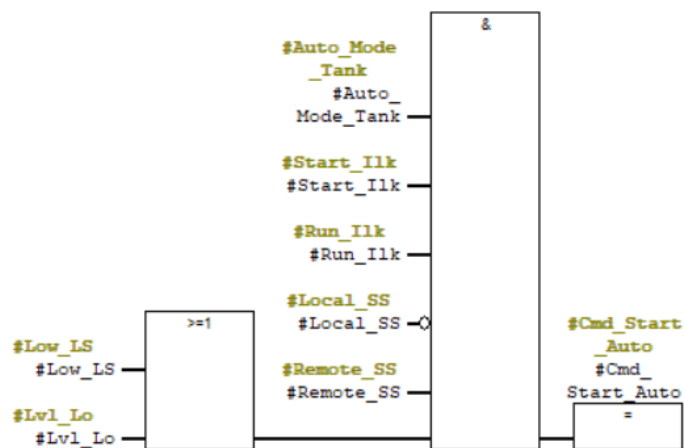 &
#Auto_Mode
_Tank
#Auto_
Mode_Tank
#Start_Ilk
#Start_Ilk
#Run_Ilk
#Run_Ilk
#Local_SS
#Local_SS
#Remote_SS
#Remote_SS
>=1
#Low_LS
#Low_LS
#Lvl_Lo
#Lvl_Lo
#Cmd_Start
_Auto
#Cmd_
Start_Auto
=